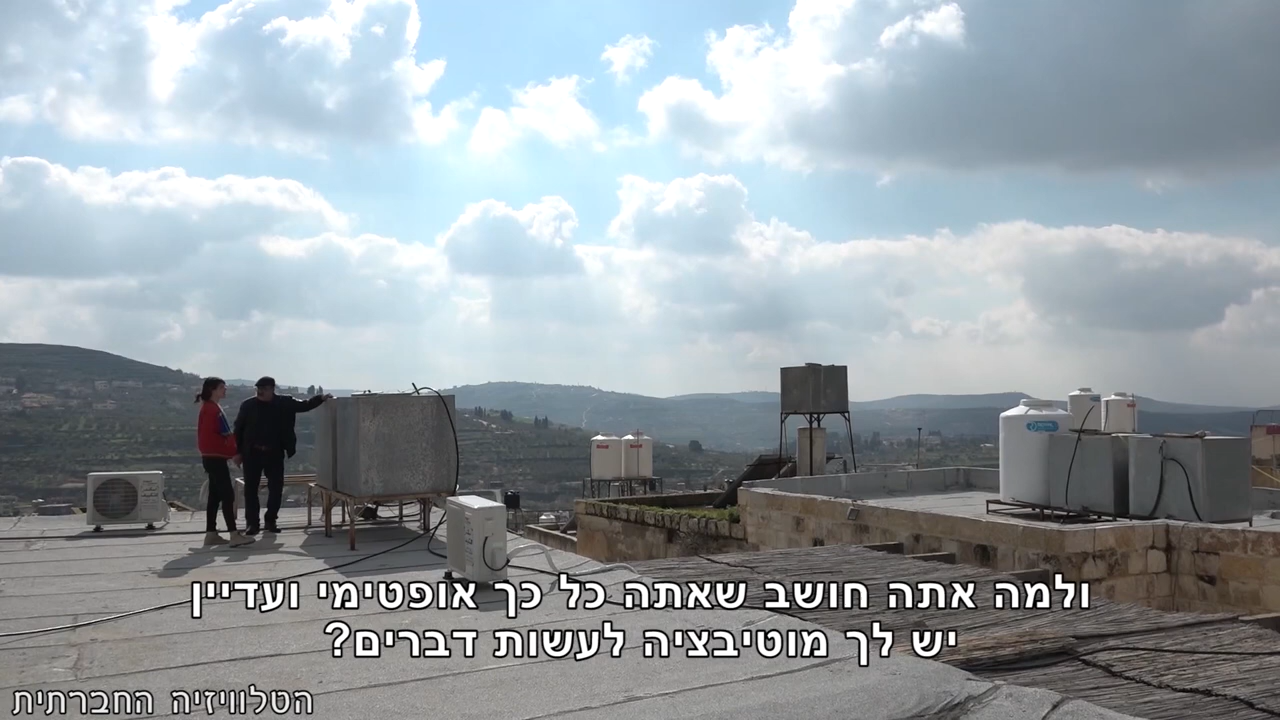 ולמה אתה חושב שאתה כל כך אופטימי ועדיין
יש לך מוטיבציה לעשות דברים?
הטלוויזיה החברתית